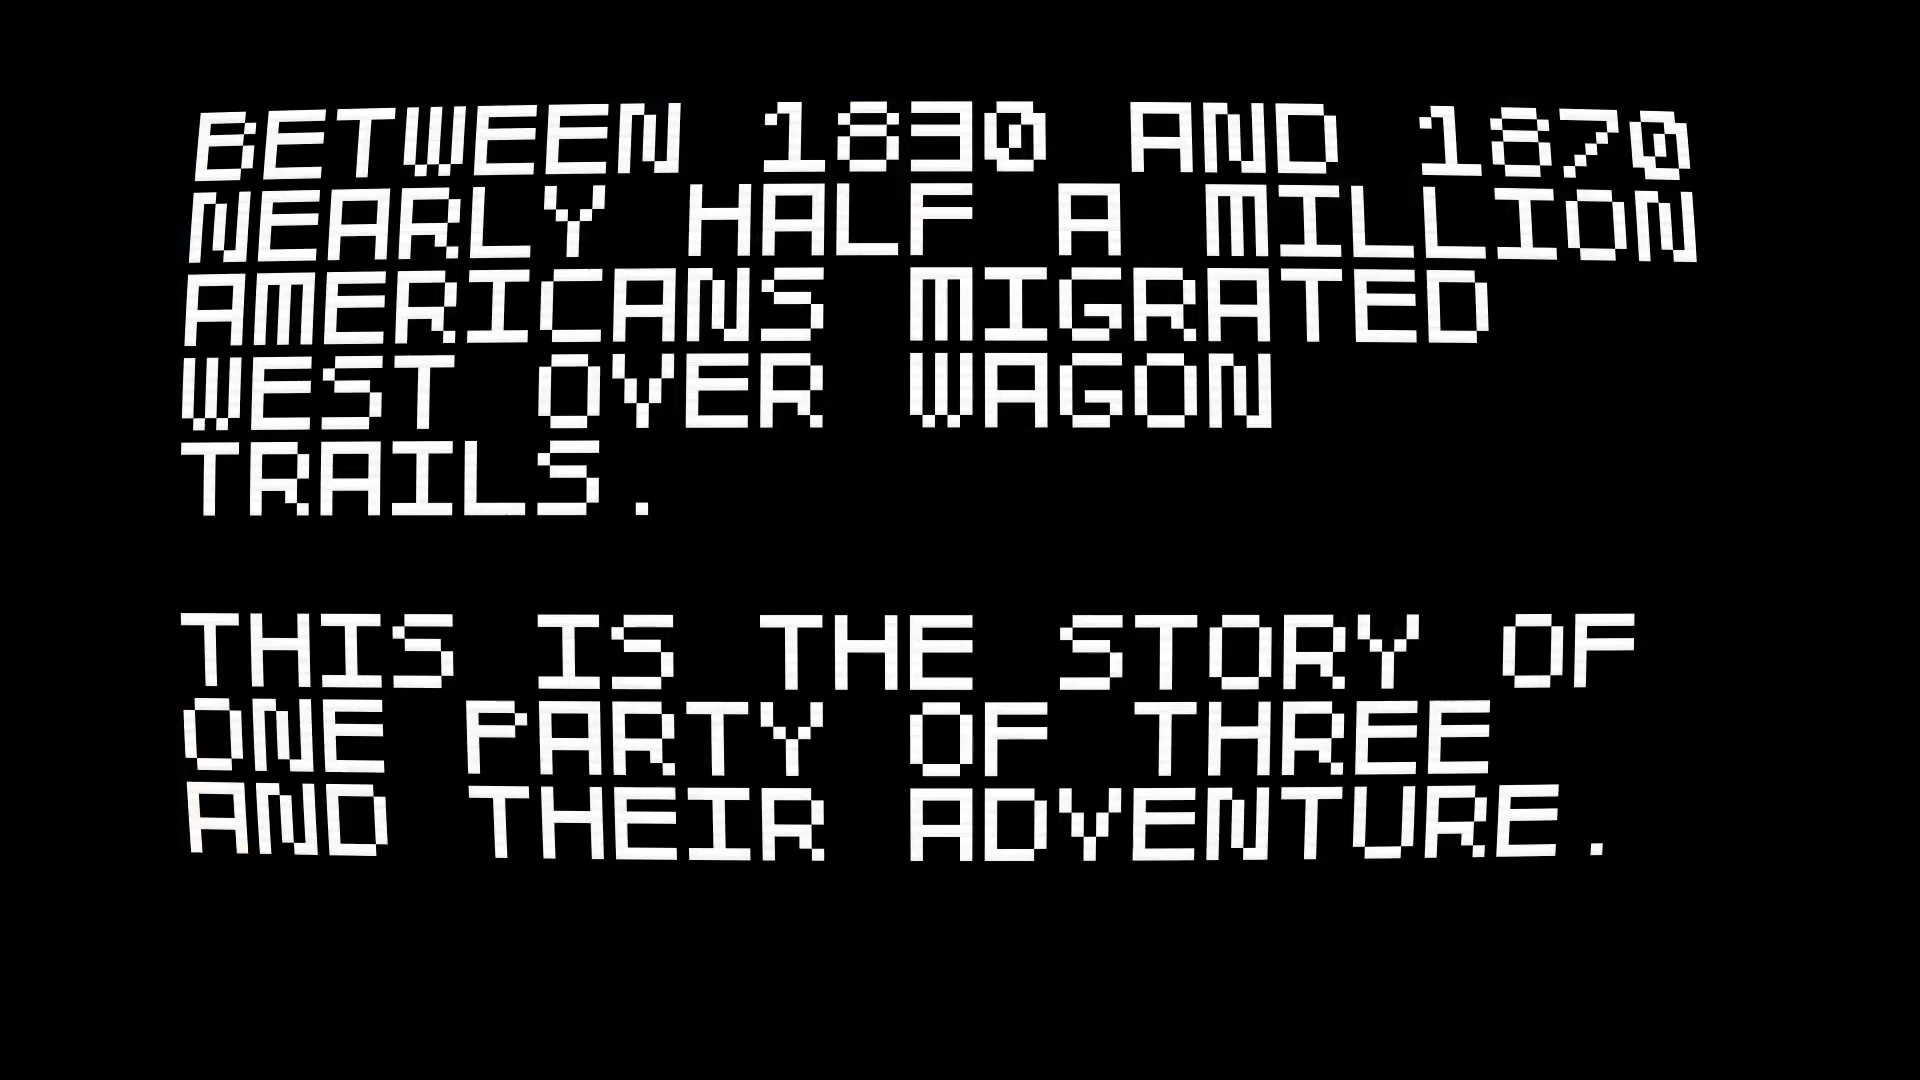 BETWEEN 1830 AND 1870
NEARLY HALF A MILLION
AMERICANS MIGRATED
WEST OVER WAGON
TRAILS.
THIS IS THE STORY OF
ONE PARTY OF THREE
AND THEIR ADVENTURE.